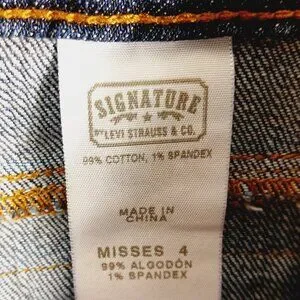 SIGNATURE
BY LEVI STRAUSS & CO.
99% COTTON, 1% SPANDEX
MADE IN
CHINA
MISSES 4
99% ALGODÓN
1% SPANDEX